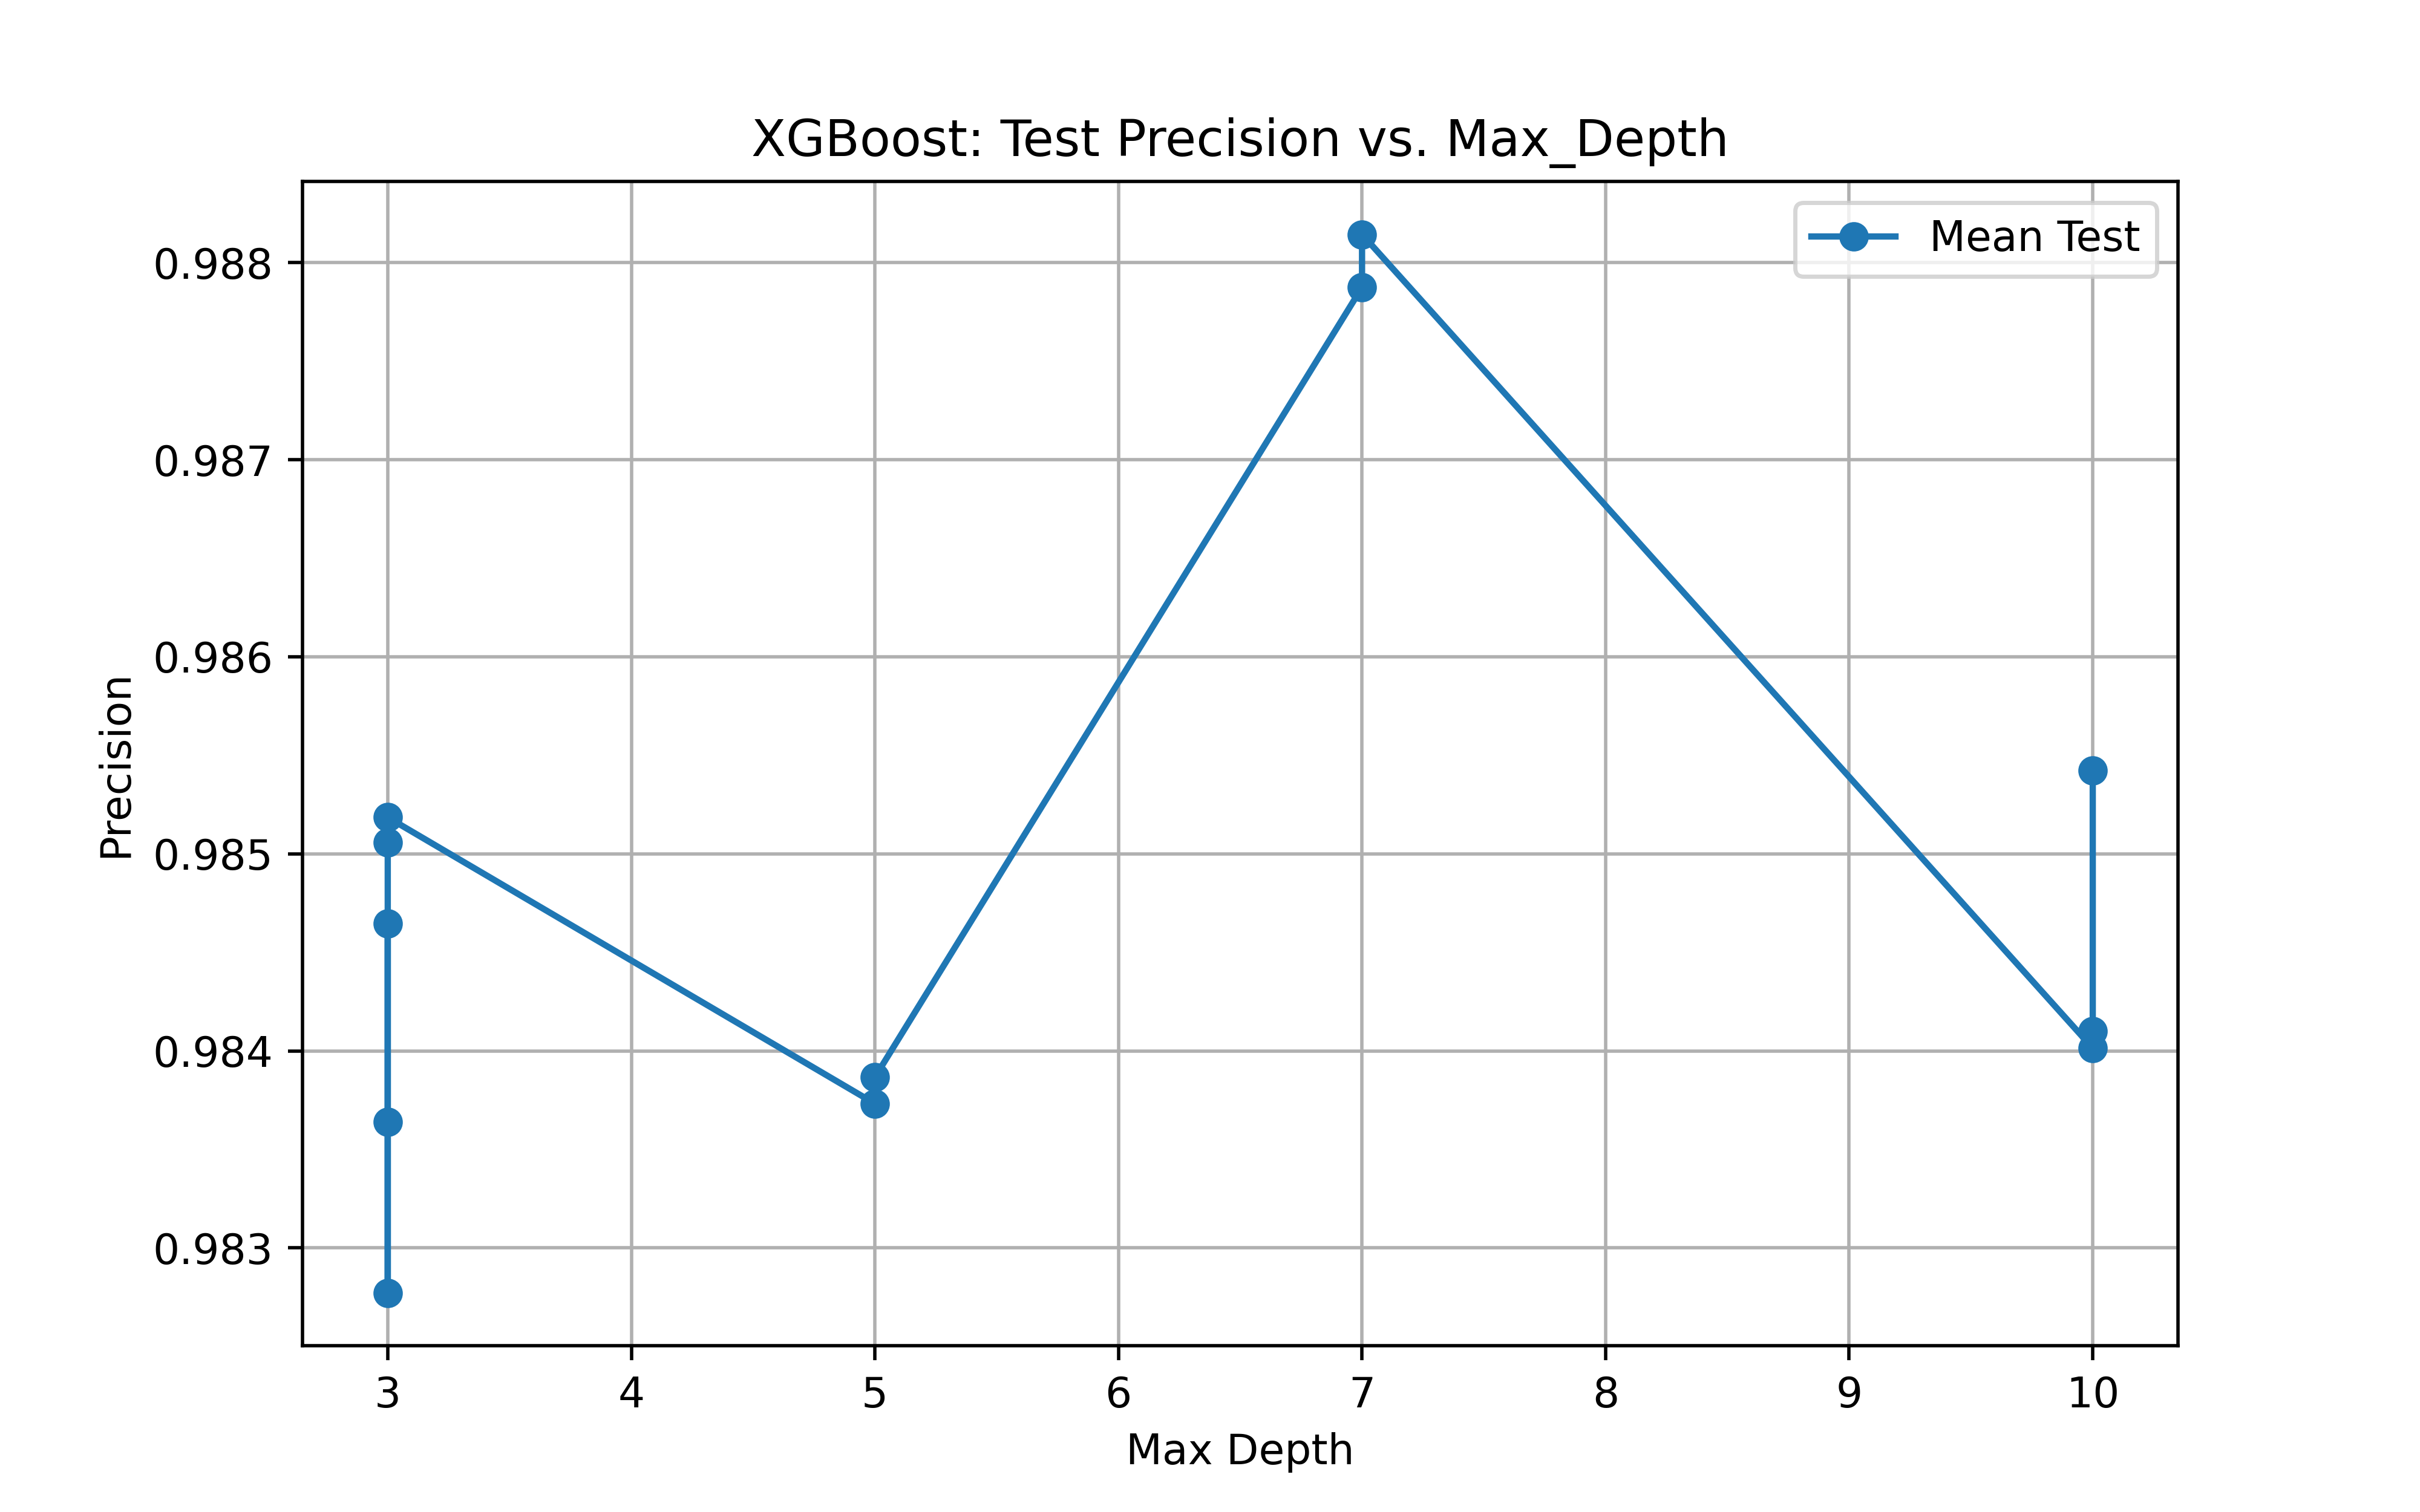 XGBoost: Test Precision vs. Max_Depth
Mean Test
Precision
0.988
0.987
0.986
0.985
0.984
0.983
3 4 5 6 7 8 9 10
Max Depth